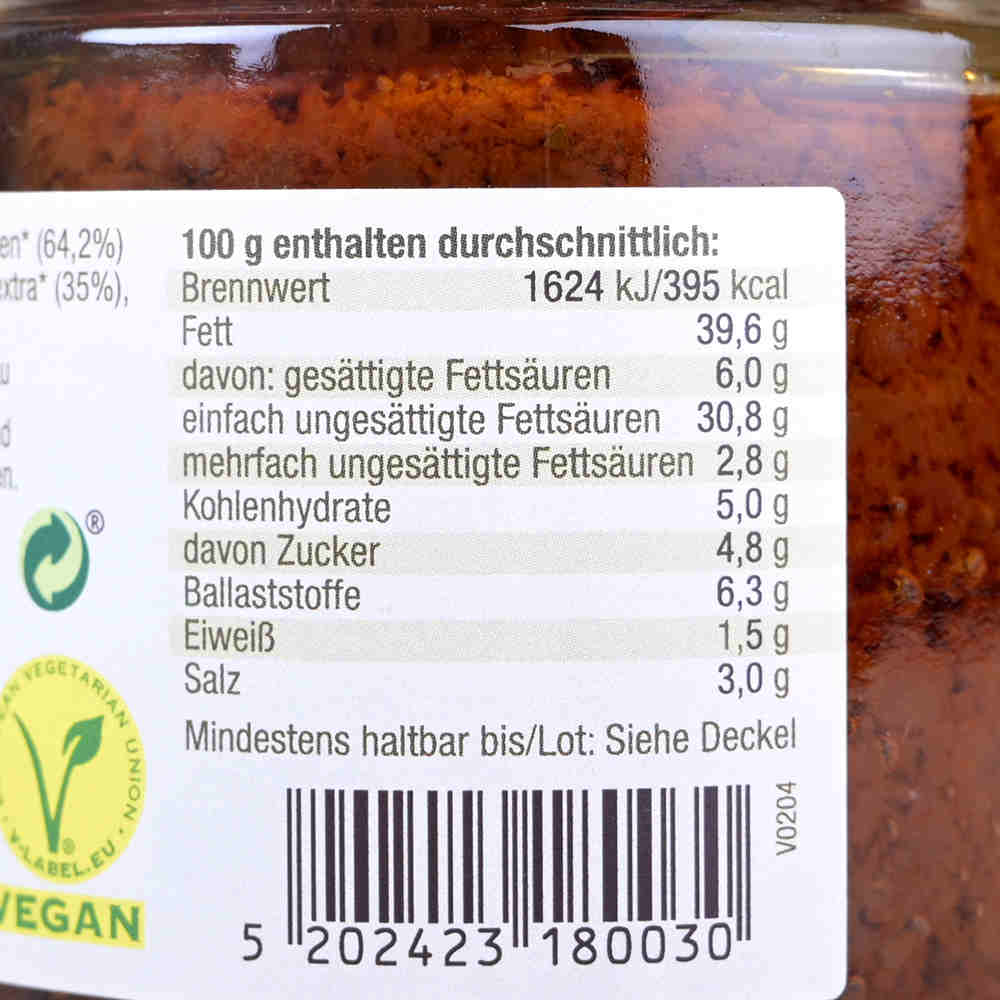 en* (64,2%)
extra* (35%),
100 g enthalten durchschnittlich:
Brennwert 1624 kJ/395 kcal
Fett 39,6 g
davon: gesättigte Fettsäuren 6,0 g
einfach ungesättigte Fettsäuren 30,8 g
mehrfach ungesättigte Fettsäuren 2,8 g
Kohlenhydrate 5,0 g
davon Zucker 4,8 g
Ballaststoffe 6,3 g
Eiweiß 1,5 g
Salz 3,0 g
Mindestens haltbar bis/Lot: Siehe Deckel
®
VEGETARIAN UNION
V-LABEL.EU
®
VEGAN
V0204
5 202423 180030